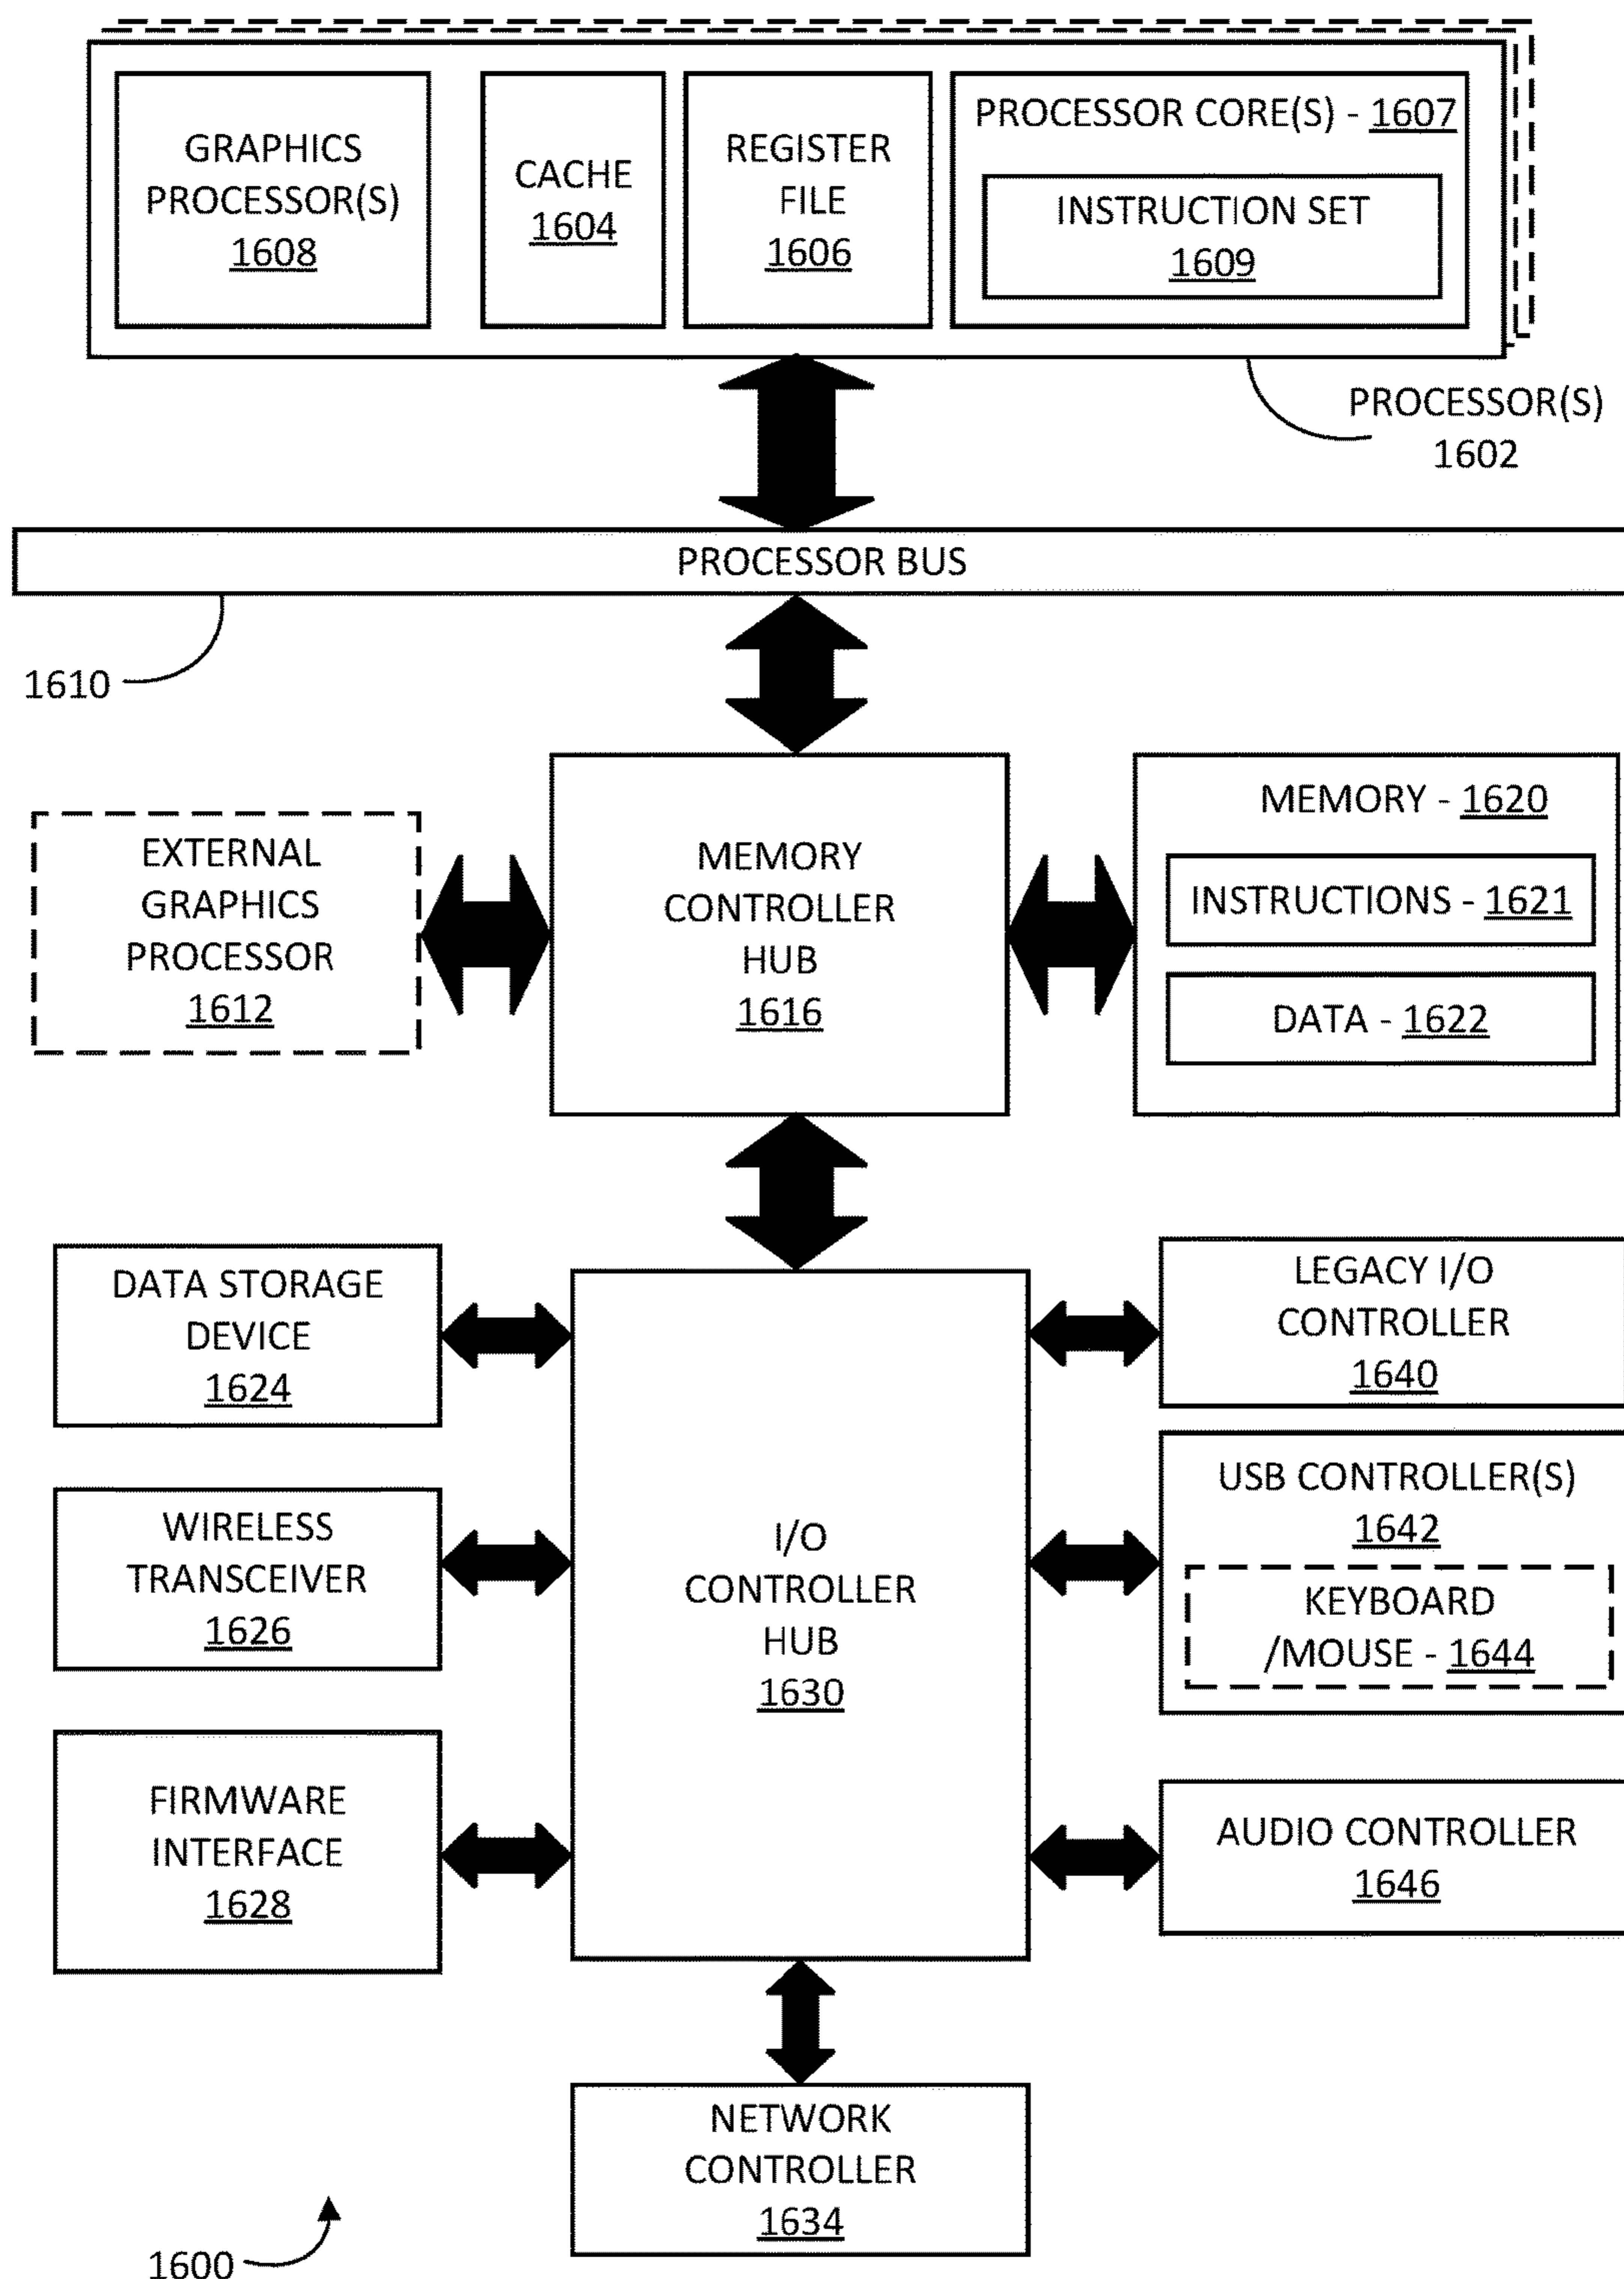 GRAPHICS
PROCESSOR(S)
1608
CACHE
1604
REGISTER
FILE
1606
PROCESSOR CORE(S) - 1607
INSTRUCTION SET
1609
PROCESSOR(S)
1602
PROCESSOR BUS
1610
EXTERNAL
GRAPHICS
PROCESSOR
1612
MEMORY
CONTROLLER
HUB
1616
MEMORY - 1620
INSTRUCTIONS - 1621
DATA - 1622
DATA STORAGE
DEVICE
1624
WIRELESS
TRANSCEIVER
1626
FIRMWARE
INTERFACE
1628
I/O
CONTROLLER
HUB
1630
LEGACY I/O
CONTROLLER
1640
USB CONTROLLER(S)
1642
KEYBOARD
/MOUSE - 1644
AUDIO CONTROLLER
1646
NETWORK
CONTROLLER
1634
1600